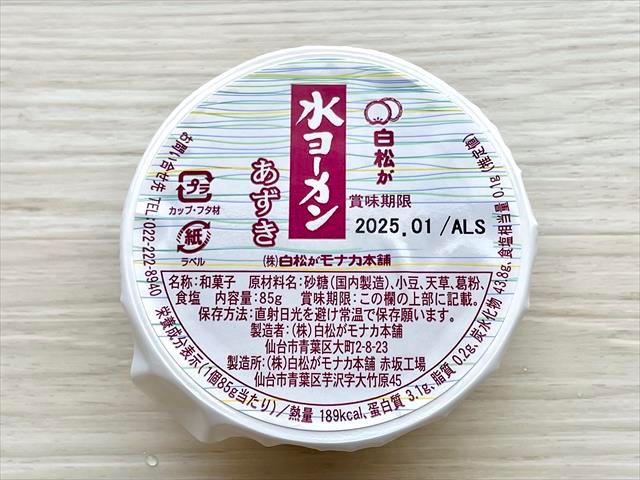 白松が
水ヨーメン
あずき
賞味期限
2025.01/ALS
プラ
カップ・フタ材
紙
ラベル
(株)白松がモナカ本舗
名称:和菓子 原材料名:砂糖(国内製造)、小豆、天草、葛粉、
食塩 内容量:85g 賞味期限:この欄の上部に記載。
保存方法:直射日光を避け常温で保存願います。
製造者:(株)白松がモナカ本舗
仙台市青葉区大町2-8-23
製造所:(株)白松がモナカ本舗 赤坂工場
仙台市青葉区芋沢字大竹原45
お問い合せ先 TEL:022-222-8940
栄養成分表示(1個85g当たり)/熱量 189kcal、蛋白質 3.1g、脂質 0.2g、炭水化物 43.8g、食塩相当量 0.1g(推定値)